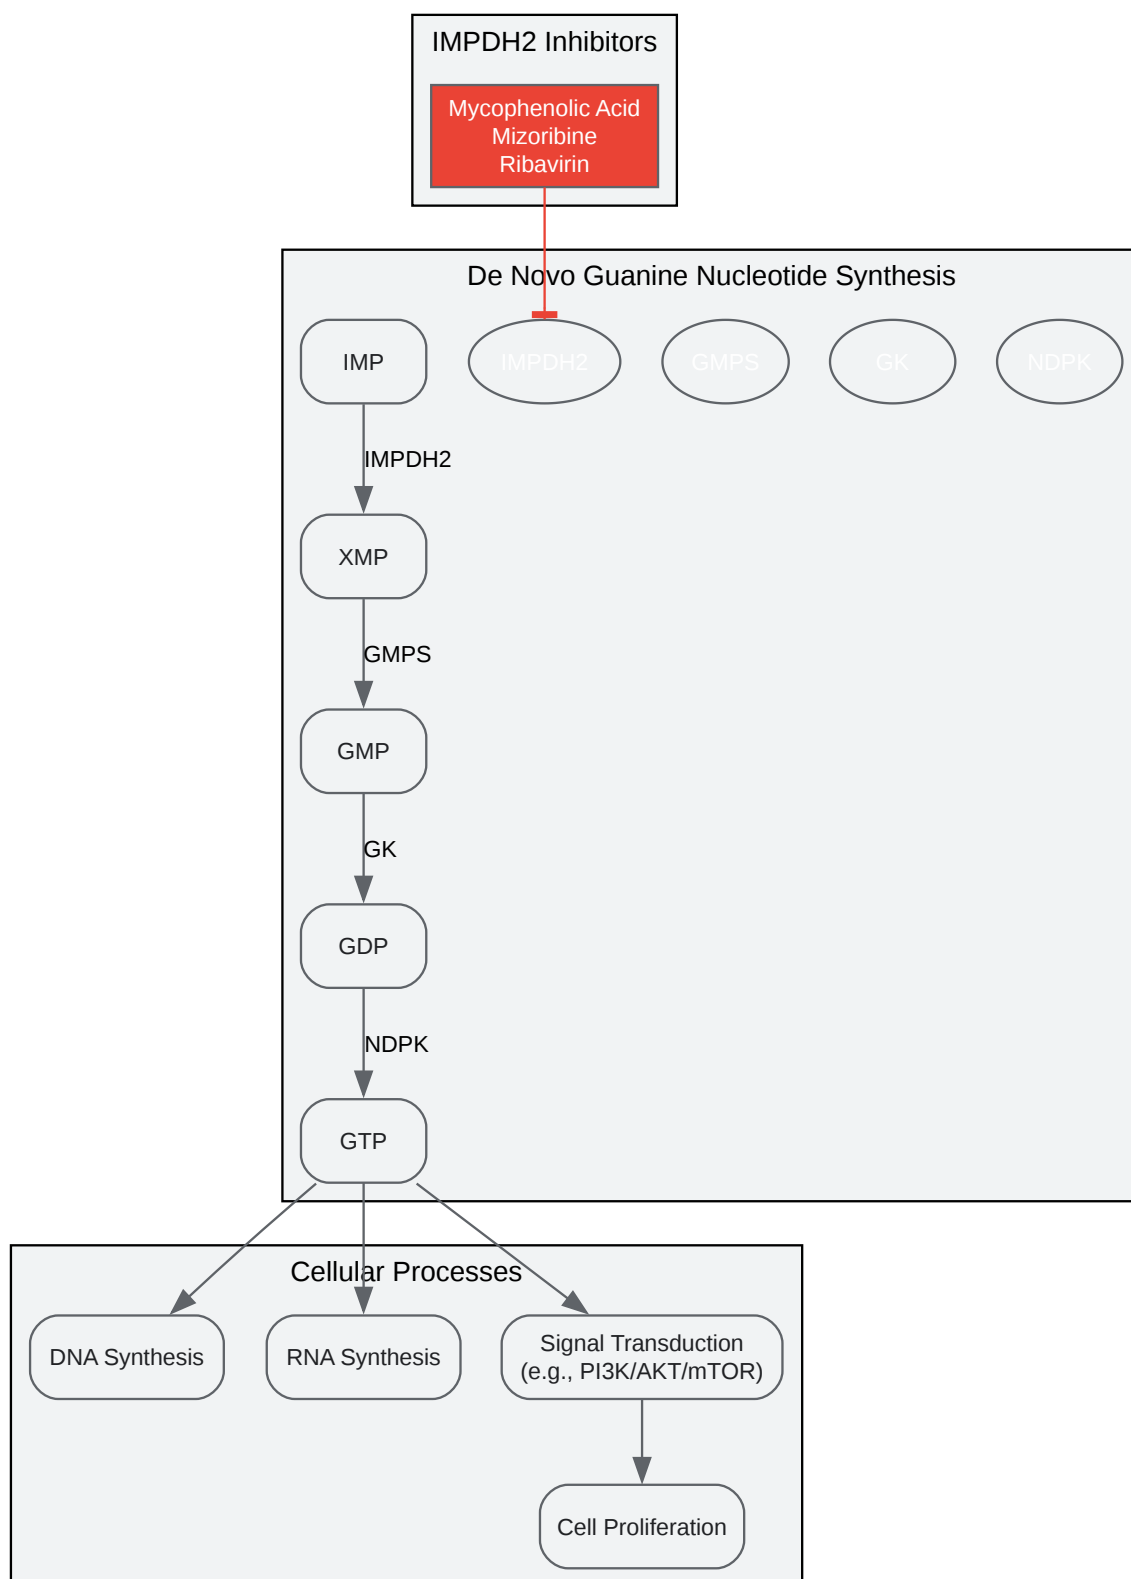 IMPDH2 Inhibitors
Mycophenolic Acid
Mizoribine
Ribavirin
De Novo Guanine Nucleotide Synthesis
IMP
IMPDH2
GMPS
GK
NDPK
IMPDH2
XMP
GMPS
GMP
GK
GDP
NDPK
GTP
Cellular Processes
DNA Synthesis
RNA Synthesis
Signal Transduction
(e.g., PI3K/AKT/mTOR)
Cell Proliferation